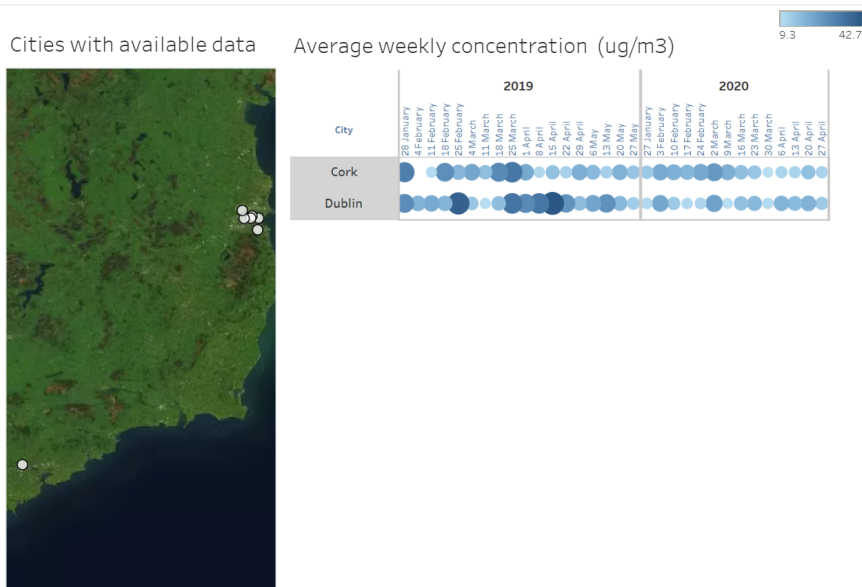 9.3 42.7
Cities with available data
Average weekly concentration (ug/m3)
2019 2020
City
28 January
4 February
11 February
18 February
25 February
4 March
11 March
18 March
25 March
1 April
8 April
15 April
22 April
29 April
6 May
13 May
20 May
27 May
27 January
3 February
10 February
17 February
24 February
2 March
9 March
16 March
23 March
30 March
6 April
13 April
20 April
27 April
Cork
Dublin